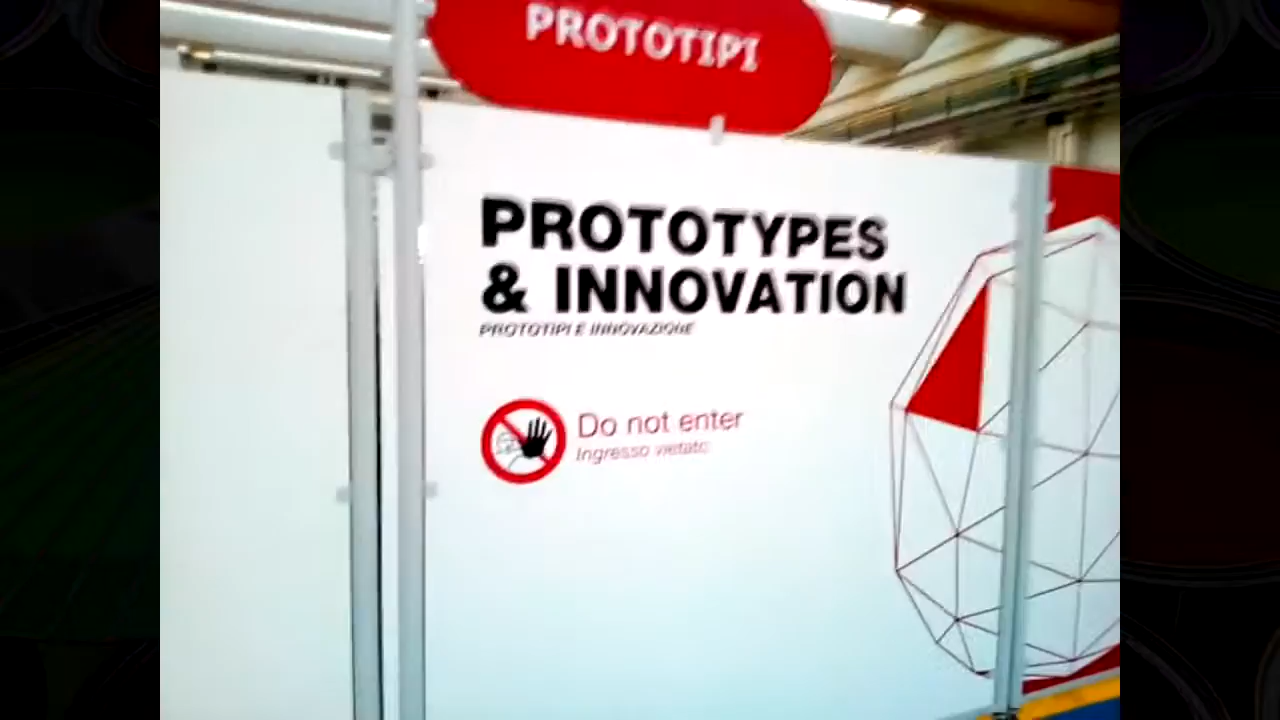 PROTOTIPI
PROTOTYPES
& INNOVATION
PROTOTIPI E INNOVAZIONE
Do not enter
Ingresso vietato